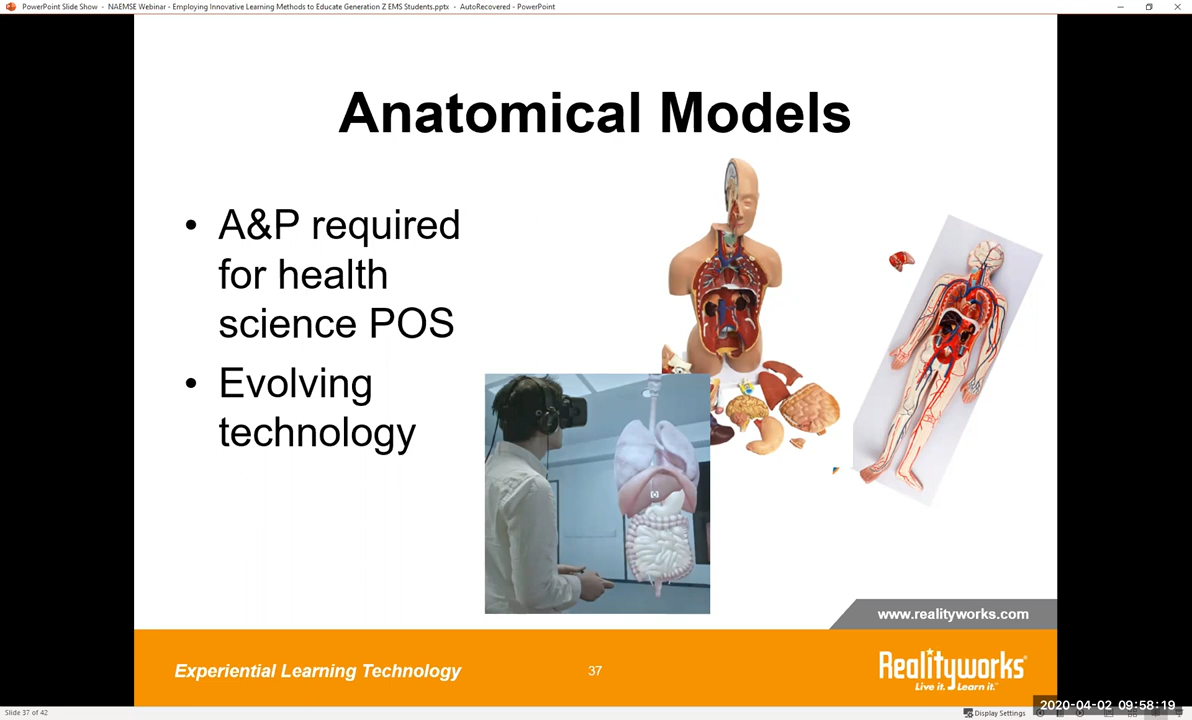 PowerPoint Slide Show - NAEMSE Webinar - Employing Innovative Learning Methods to Educate Generation Z EMS Students.pptx - AutoRecovered - PowerPoint
Anatomical Models
• A&P required
for health
science POS
• Evolving
technology
www.realityworks.com
Experiential Learning Technology
37
Realityworks
Live it. Learn it.™
2020-04-02 09:58:19
Slide 37 of 42
Display Settings